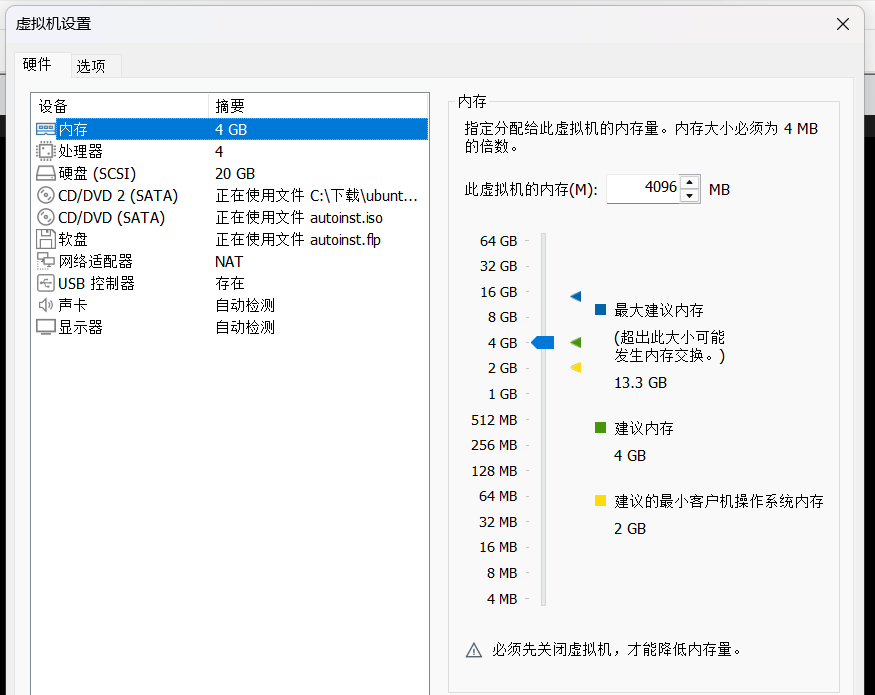 虚拟机设置
硬件 选项
设备 摘要
内存 4 GB
处理器 4
硬盘 (SCSI) 20 GB
CD/DVD 2 (SATA) 正在使用文件 C:\下载\ubunt...
CD/DVD (SATA) 正在使用文件 autoinst.iso
软盘 正在使用文件 autoinst.flp
网络适配器 NAT
USB 控制器 存在
声卡 自动检测
显示器 自动检测
内存
指定分配给此虚拟机的内存量。内存大小必须为 4 MB
的倍数。
此虚拟机的内存(M): 4096 MB
64 GB
32 GB
16 GB
8 GB
4 GB
2 GB
1 GB
512 MB
256 MB
128 MB
64 MB
32 MB
16 MB
8 MB
4 MB
最大建议内存
(超出此大小可能
发生内存交换。)
13.3 GB
建议内存
4 GB
建议的最小客户机操作系统内存
2 GB
必须先关闭虚拟机，才能降低内存量。